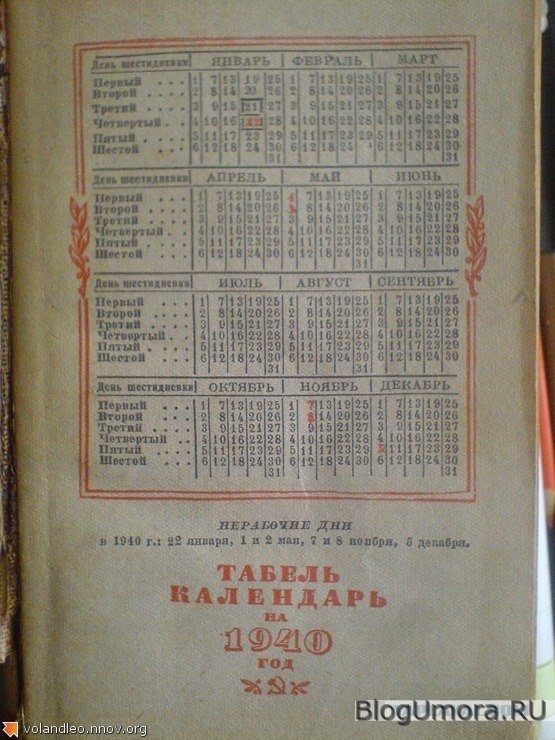 День шестидневки ЯНВАРЬ ФЕВРАЛЬ МАРТ
Первый .... 1 7 13 19 25 1 7 13 19 25 1 7 13 19 25
Второй .... 2 8 14 20 26 2 8 14 20 26 2 8 14 20 26
Третий .... 3 9 15 21 27 3 9 15 21 27 3 9 15 21 27
Четвертый .. 4 10 16 22 28 4 10 16 22 28 4 10 16 22 28
Пятый .... 5 11 17 23 29 5 11 17 23 29 5 11 17 23 29
Шестой .... 6 12 18 24 30 6 12 18 24 6 12 18 24 30
31 31
День шестидневки АПРЕЛЬ МАЙ ИЮНЬ
Первый .... 1 7 13 19 25 1 7 13 19 25 1 7 13 19 25
Второй .... 2 8 14 20 26 2 8 14 20 26 2 8 14 20 26
Третий .... 3 9 15 21 27 3 9 15 21 27 3 9 15 21 27
Четвертый .. 4 10 16 22 28 4 10 16 22 28 4 10 16 22 28
Пятый .... 5 11 17 23 29 5 11 17 23 29 5 11 17 23 29
Шестой .... 6 12 18 24 30 6 12 18 24 30 6 12 18 24 30
31
День шестидневки ИЮЛЬ АВГУСТ СЕНТЯБРЬ
Первый .... 1 7 13 19 25 1 7 13 19 25 1 7 13 19 25
Второй .... 2 8 14 20 26 2 8 14 20 26 2 8 14 20 26
Третий .... 3 9 15 21 27 3 9 15 21 27 3 9 15 21 27
Четвертый .. 4 10 16 22 28 4 10 16 22 28 4 10 16 22 28
Пятый .... 5 11 17 23 29 5 11 17 23 29 5 11 17 23 29
Шестой .... 6 12 18 24 30 6 12 18 24 30 6 12 18 24 30
31 31
День шестидневки ОКТЯБРЬ НОЯБРЬ ДЕКАБРЬ
Первый .... 1 7 13 19 25 1 7 13 19 25 1 7 13 19 25
Второй .... 2 8 14 20 26 2 8 14 20 26 2 8 14 20 26
Третий .... 3 9 15 21 27 3 9 15 21 27 3 9 15 21 27
Четвертый .. 4 10 16 22 28 4 10 16 22 28 4 10 16 22 28
Пятый .... 5 11 17 23 29 5 11 17 23 29 5 11 17 23 29
Шестой .... 6 12 18 24 30 6 12 18 24 30 6 12 18 24 30
31 31
НЕРАБОЧИЕ ДНИ
в 1940 г.: 22 января, 1 и 2 мая, 7 и 8 ноября, 5 декабря.
ТАБЕЛЬ
КАЛЕНДАРЬ
НА
1940
ГОД
volandleo.nnov.org
BlogUmora.RU